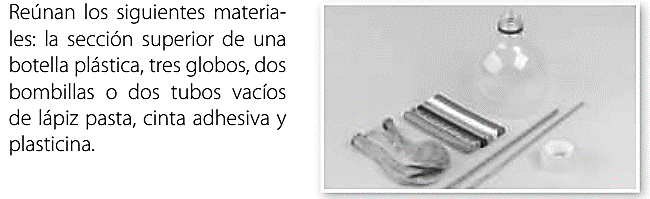 Reúnan los siguientes materia-
les: la sección superior de una
botella plástica, tres globos, dos
bombillas o dos tubos vacíos
de lápiz pasta, cinta adhesiva y
plasticina.